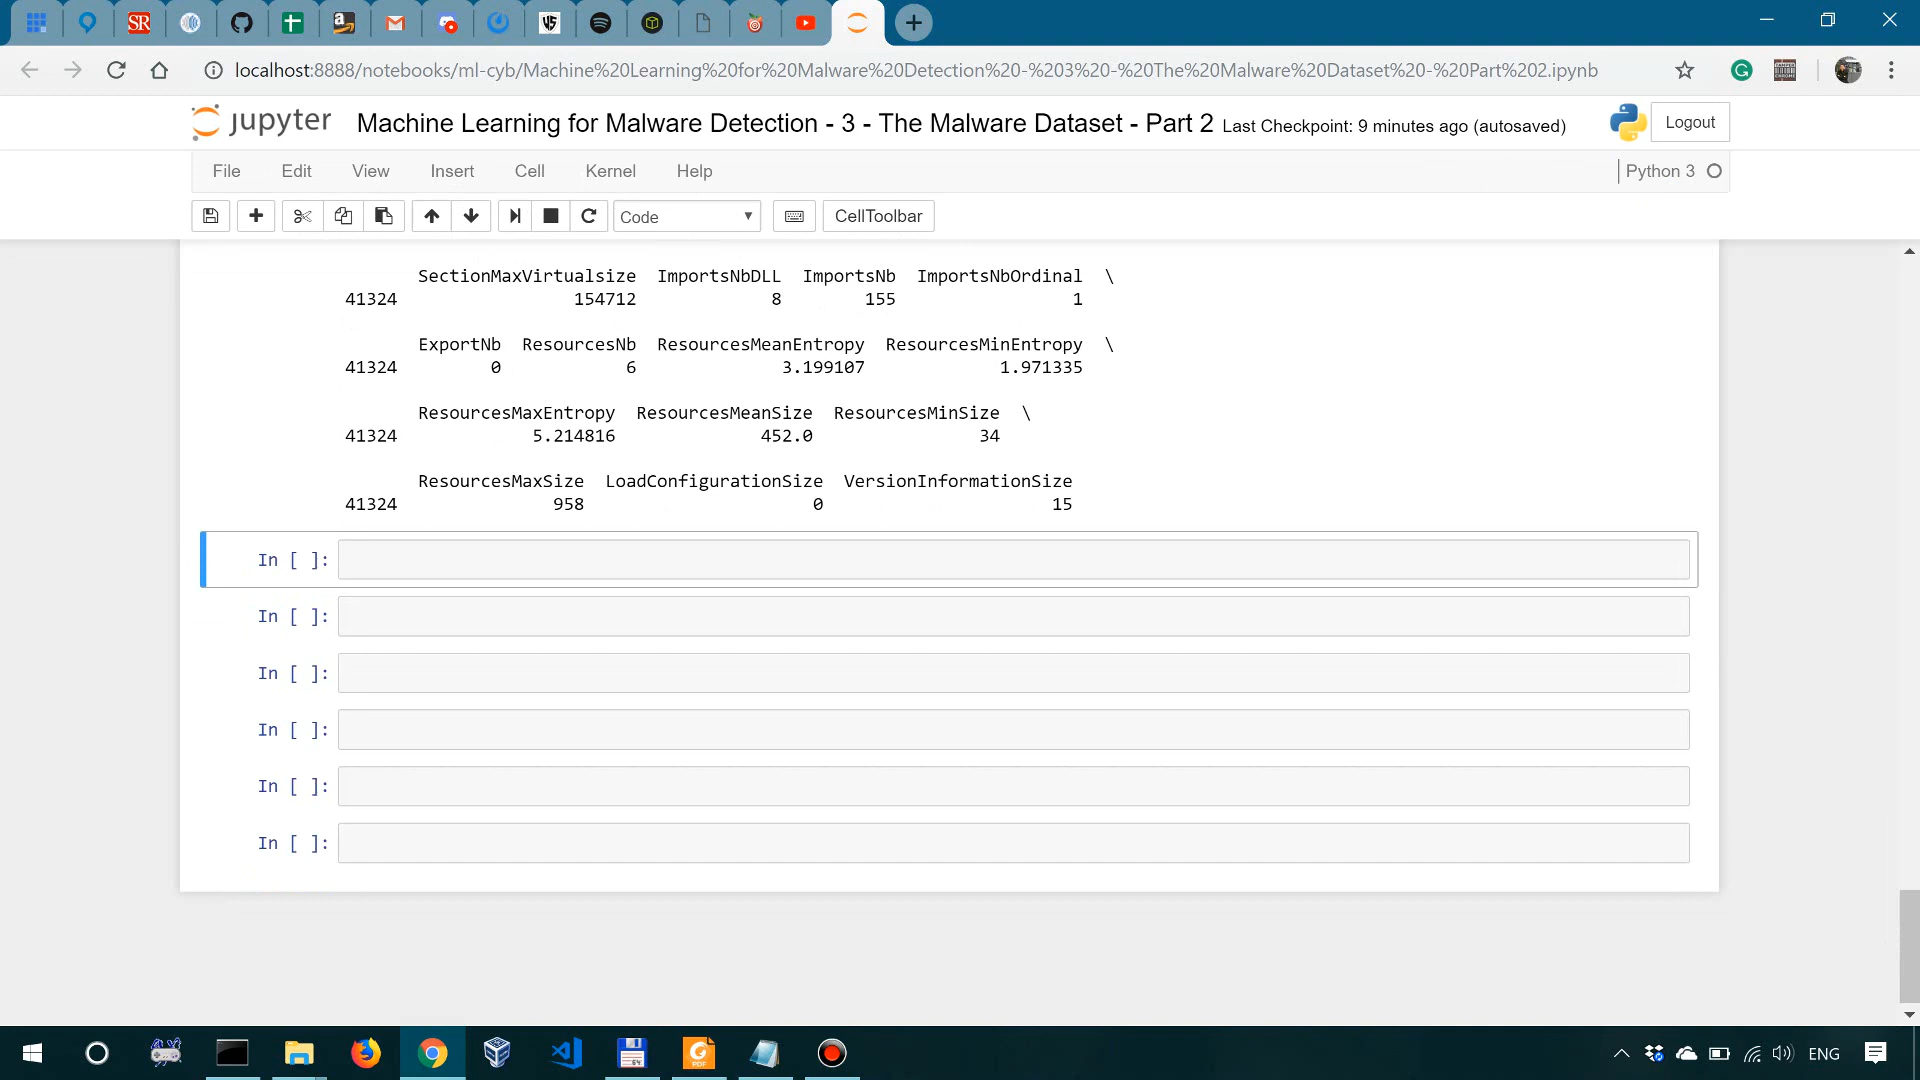 localhost:8888/notebooks/ml-cyb/Machine%20Learning%20for%20Malware%20Detection%20-%203%20-%20The%20Malware%20Dataset%20-%20Part%202.ipynb
jupyter Machine Learning for Malware Detection - 3 - The Malware Dataset - Part 2 Last Checkpoint: 9 minutes ago (autosaved) Logout
File Edit View Insert Cell Kernel Help Python 3
Code CellToolbar
SectionMaxVirtualsize ImportsNbDLL ImportsNb ImportsNbOrdinal \
41324 154712 8 155 1
ExportNb ResourcesNb ResourcesMeanEntropy ResourcesMinEntropy \
41324 0 6 3.199107 1.971335
ResourcesMaxEntropy ResourcesMeanSize ResourcesMinSize \
41324 5.214816 452.0 34
ResourcesMaxSize LoadConfigurationSize VersionInformationSize
41324 958 0 15
In [ ]:
In [ ]:
In [ ]:
In [ ]:
In [ ]:
In [ ]:
ENG